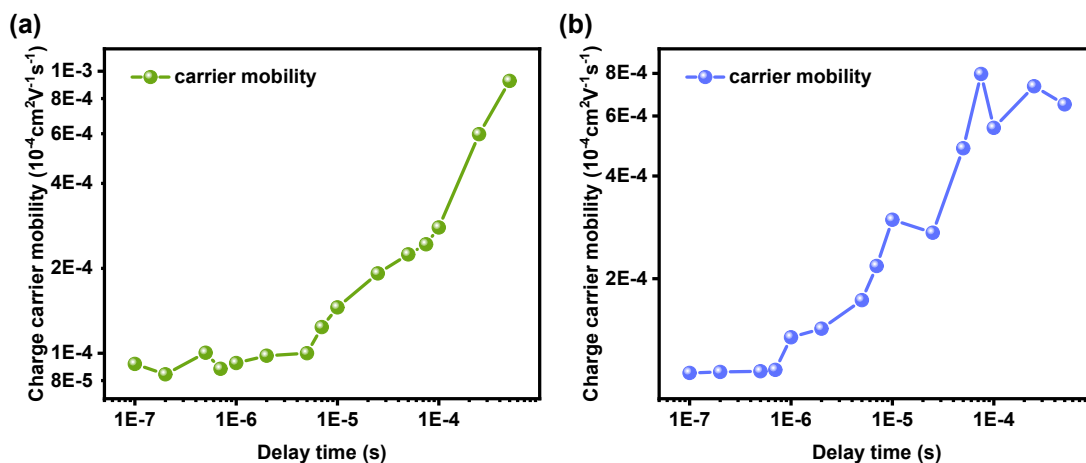 (a)
Charge carrier mobility (10⁻⁴cm²V⁻¹s⁻¹)
carrier mobility
1E-3
8E-4
6E-4
4E-4
2E-4
1E-4
8E-5
1E-7
1E-6
1E-5
1E-4
Delay time (s)
(b)
Charge carrier mobility (10⁻⁴cm²V⁻¹s⁻¹)
carrier mobility
8E-4
6E-4
4E-4
2E-4
1E-7
1E-6
1E-5
1E-4
Delay time (s)